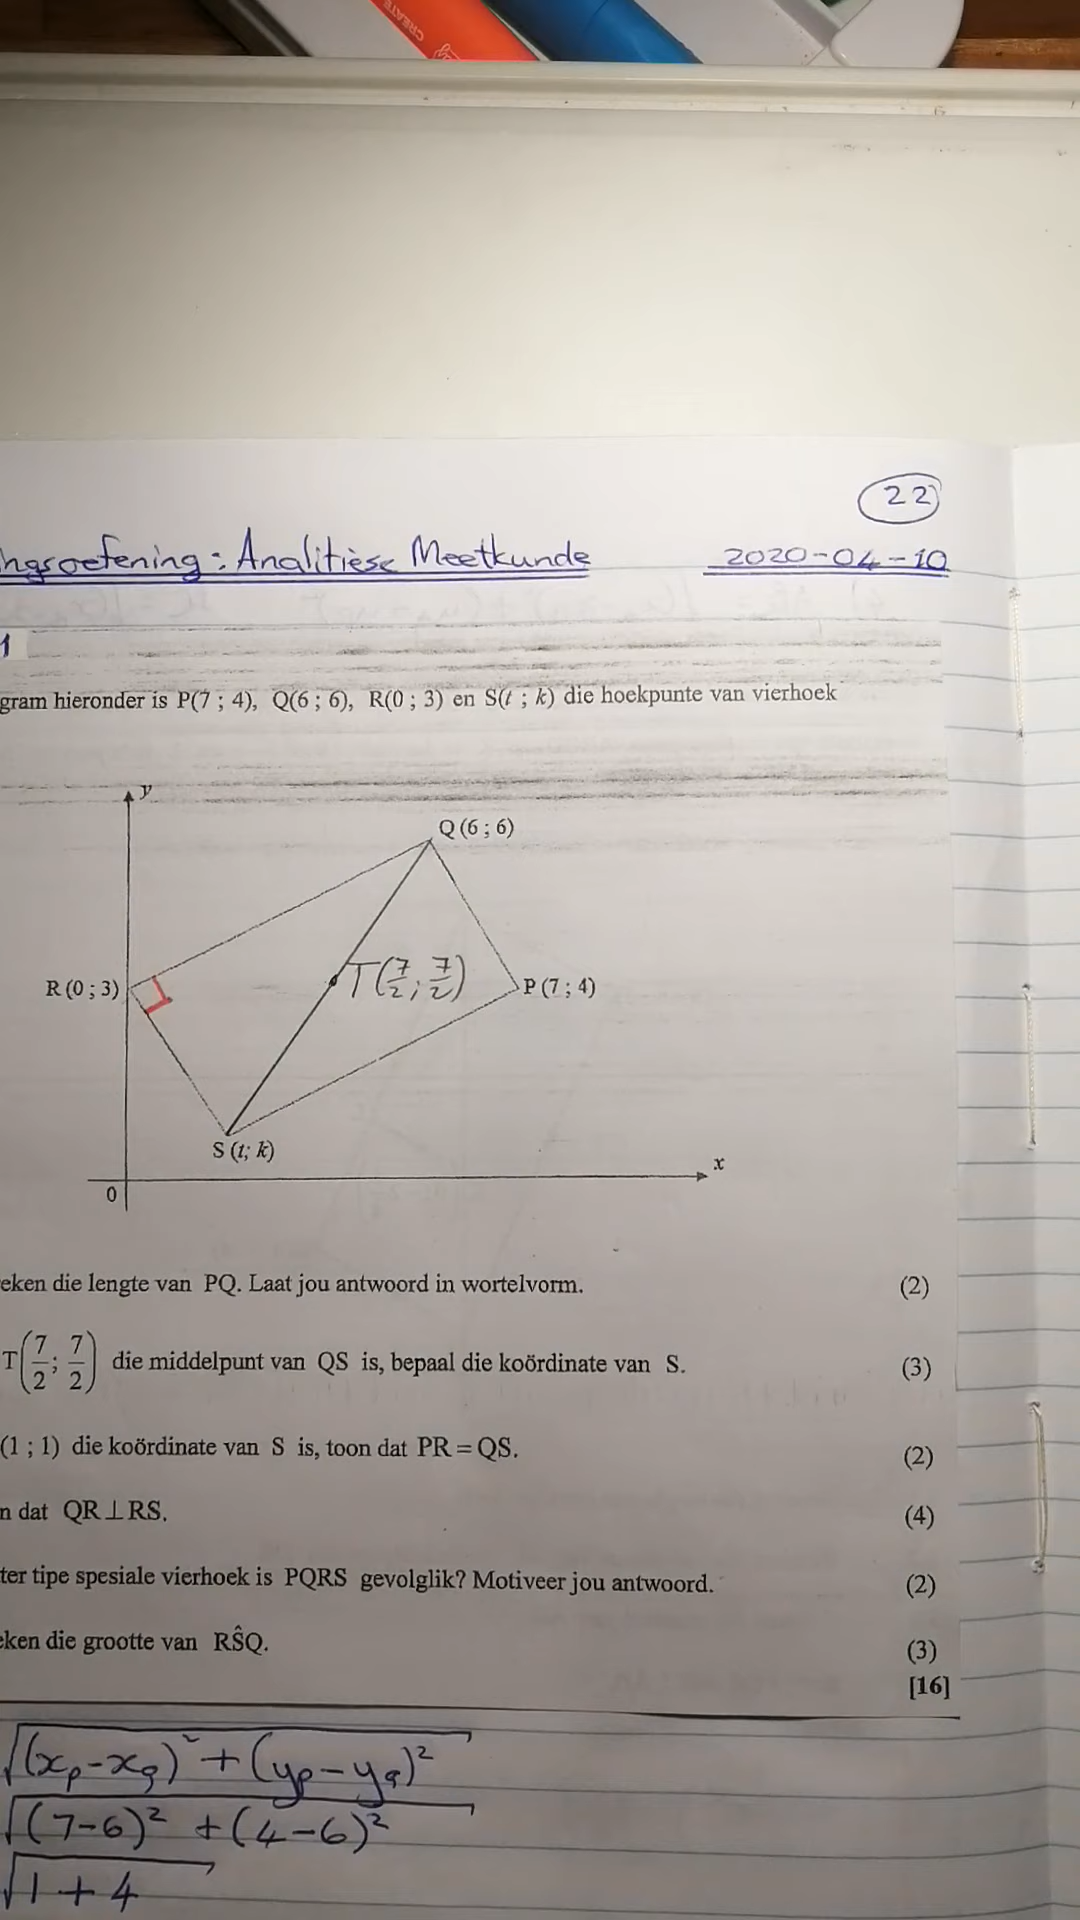 CREATE
22
ngsoefening: Analitiese Meetkunde 2020-04-10
1
gram hieronder is P(7 ; 4), Q(6 ; 6), R(0 ; 3) en S(t ; k) die hoekpunte van vierhoek
y
Q (6 ; 6)
R (0 ; 3)
T(7/2 ; 7/2)
P (7 ; 4)
S (t; k)
x
0
eken die lengte van PQ. Laat jou antwoord in wortelvorm. (2)
T(7/2 ; 7/2) die middelpunt van QS is, bepaal die koördinate van S. (3)
(1 ; 1) die koördinate van S is, toon dat PR = QS. (2)
n dat QR ⊥ RS. (4)
ter tipe spesiale vierhoek is PQRS gevolglik? Motiveer jou antwoord. (2)
eken die grootte van RŜQ. (3)
[16]
√(xp-xq)² + (yp-yq)²
√(7-6)² + (4-6)²
√1 + 4